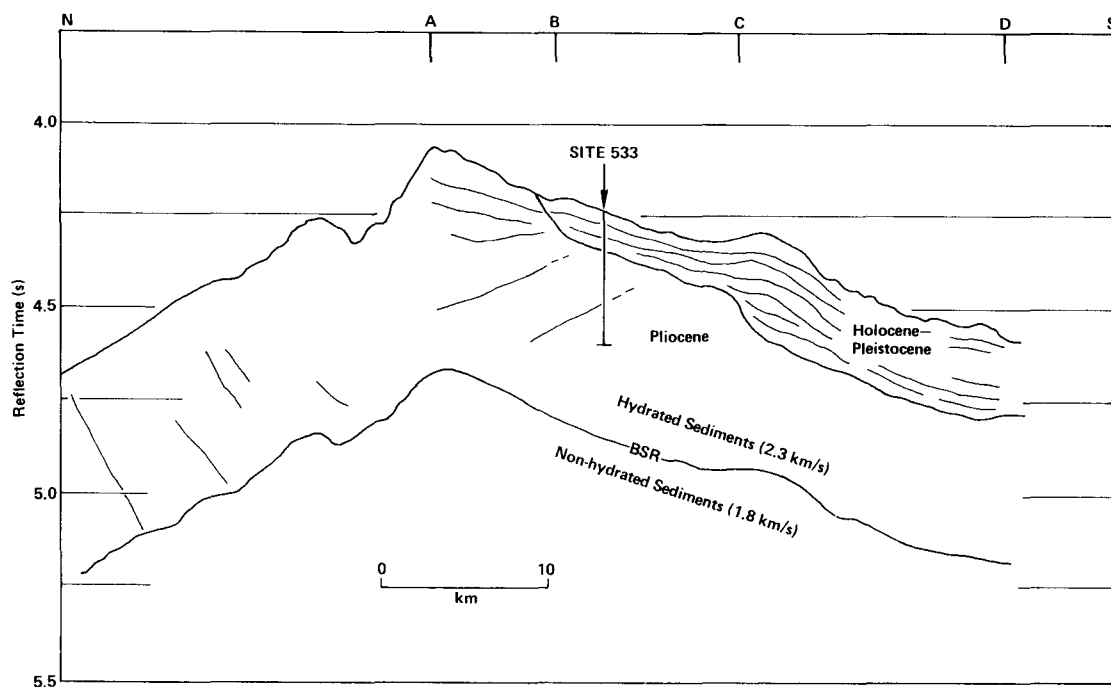 N A B C D S
4.0
SITE 533
4.5
Reflection Time (s)
Pliocene
Holocene—
Pleistocene
Hydrated Sediments (2.3 km/s)
BSR
Non-hydrated Sediments (1.8 km/s)
5.0
0 10
km
5.5